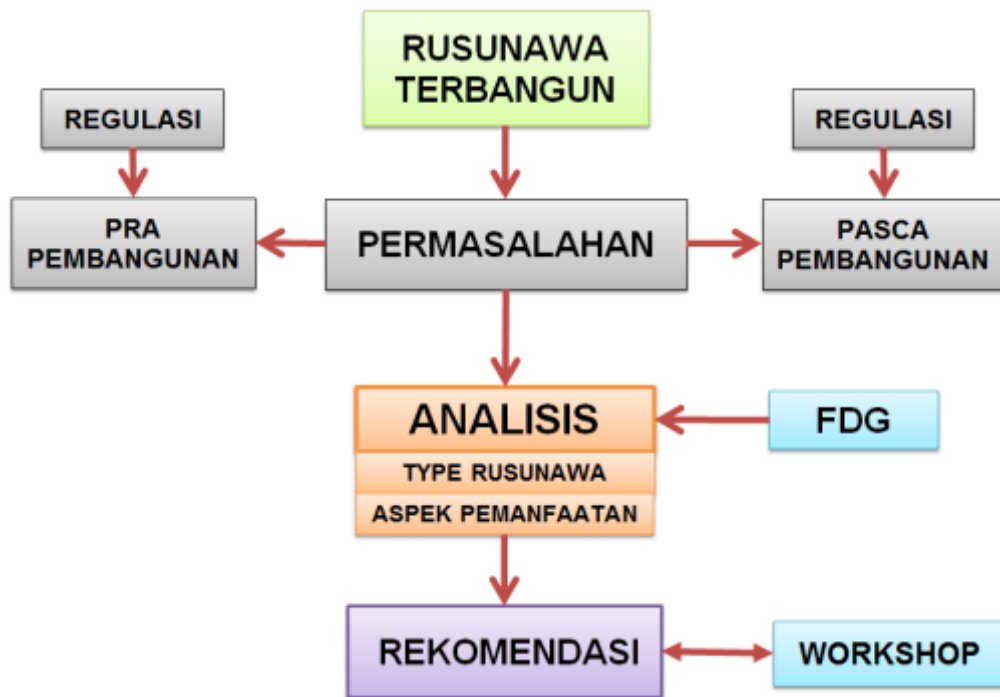 RUSUNAWA
TERBANGUN
REGULASI
REGULASI
PRA
PEMBANGUNAN
PERMASALAHAN
PASCA
PEMBANGUNAN
ANALISIS
FDG
TYPE RUSUNAWA
ASPEK PEMANFAATAN
REKOMENDASI
WORKSHOP